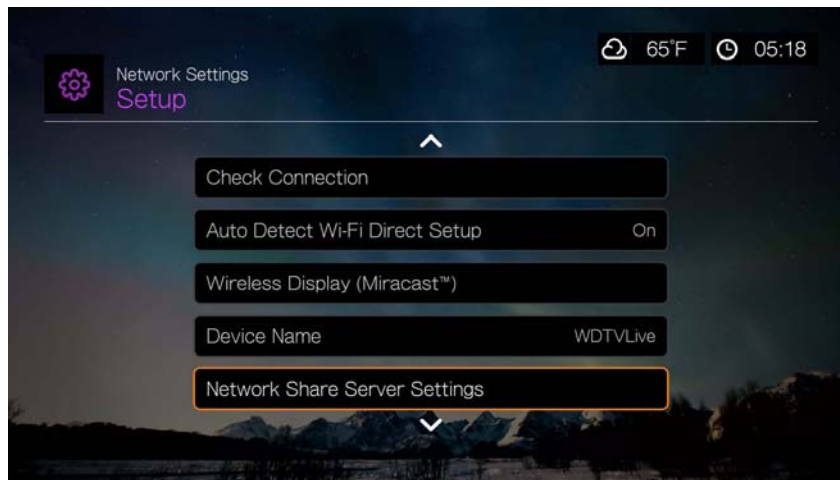 65°F 05:18
Network Settings
Setup
Check Connection
Auto Detect Wi-Fi Direct Setup On
Wireless Display (Miracast™)
Device Name WDTVLive
Network Share Server Settings